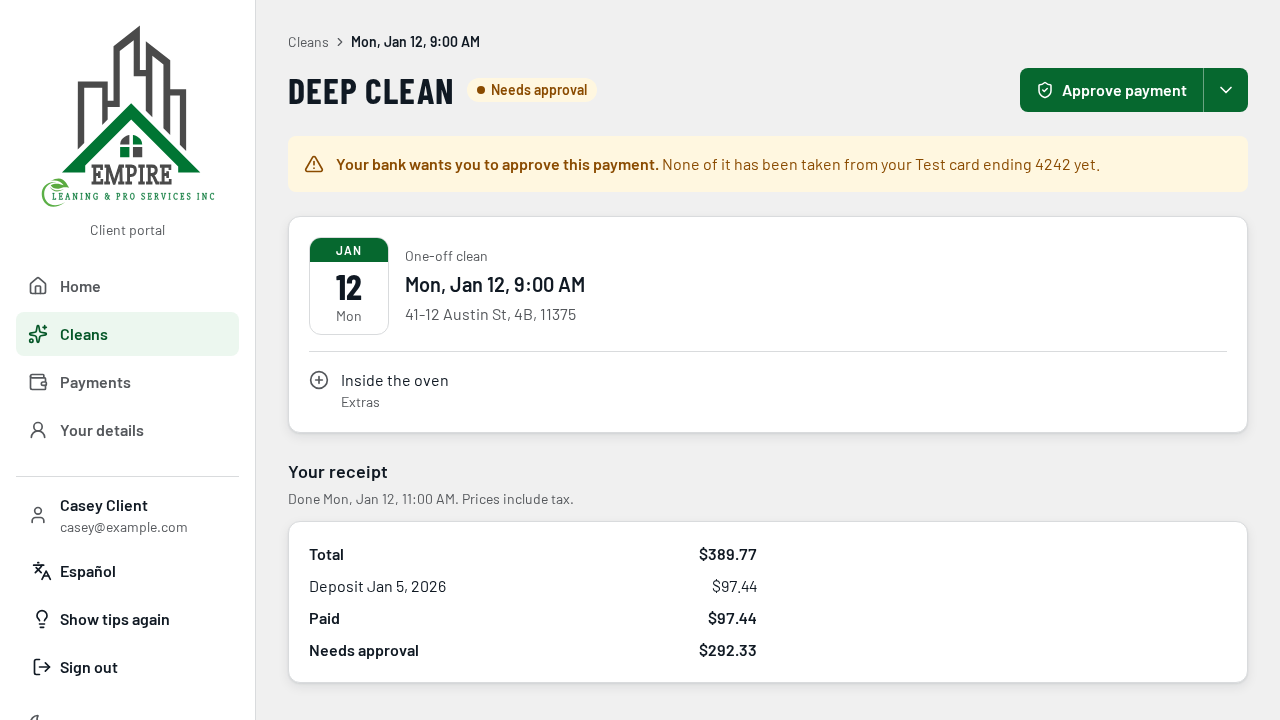 EMPIRE
LEANING & PRO SERVICES INC
Client portal
Home
Cleans
Payments
Your details
Casey Client
casey@example.com
Español
Show tips again
Sign out
Cleans > Mon, Jan 12, 9:00 AM
DEEP CLEAN
Needs approval
Approve payment
Your bank wants you to approve this payment. None of it has been taken from your Test card ending 4242 yet.
JAN
12
Mon
One-off clean
Mon, Jan 12, 9:00 AM
41-12 Austin St, 4B, 11375
Inside the oven
Extras
Your receipt
Done Mon, Jan 12, 11:00 AM. Prices include tax.
Total $389.77
Deposit Jan 5, 2026 $97.44
Paid $97.44
Needs approval $292.33